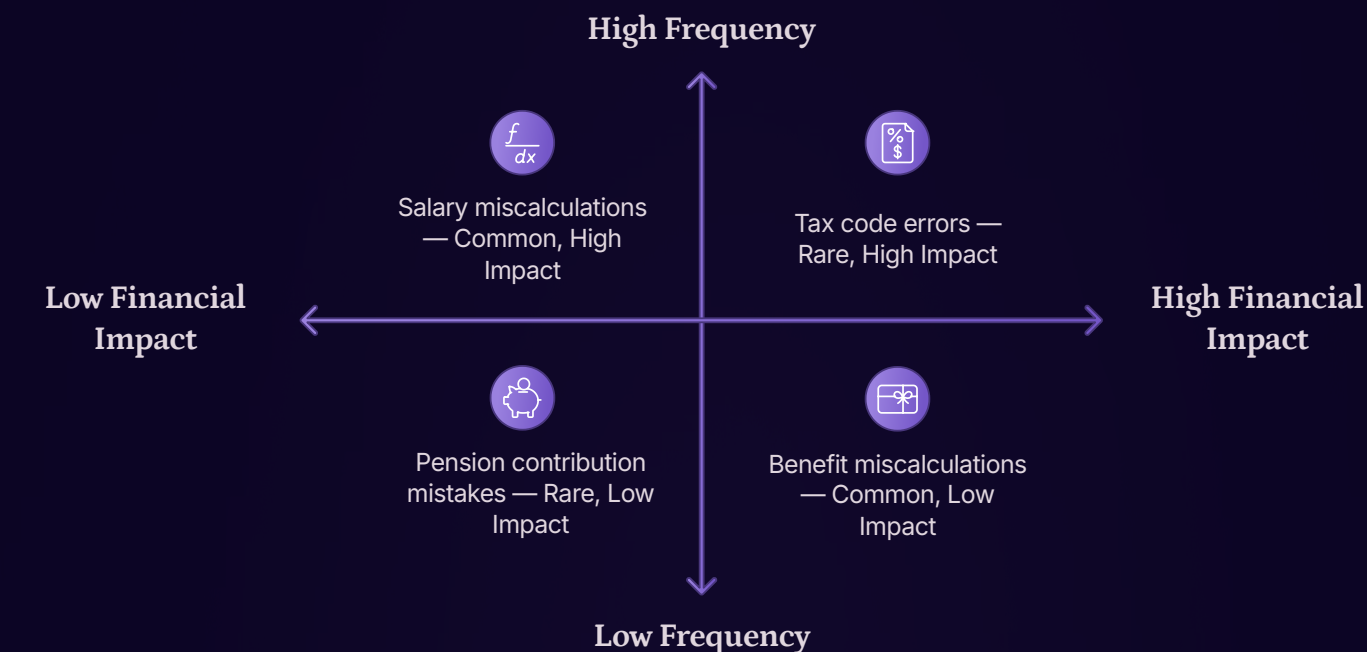 High Frequency
f
dx
%
$
Salary miscalculations
— Common, High
Impact
Tax code errors —
Rare, High Impact
Low Financial
Impact
High Financial
Impact
Pension contribution
mistakes — Rare, Low
Impact
Benefit miscalculations
— Common, Low
Impact
Low Frequency